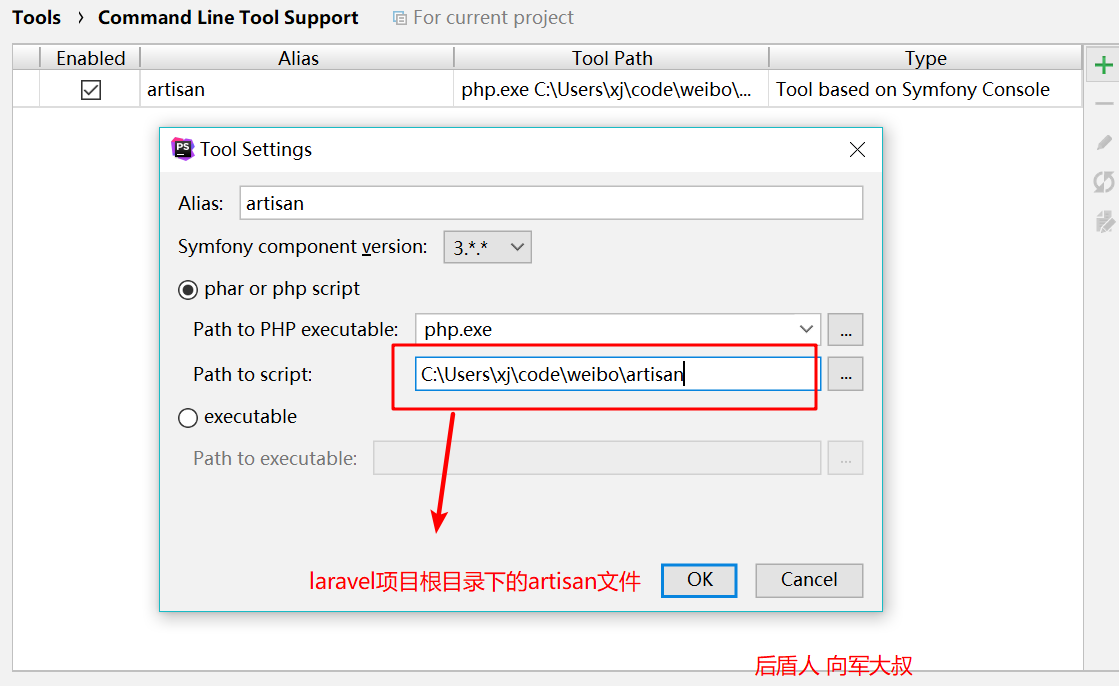 Tools › Command Line Tool Support For current project
Enabled Alias Tool Path Type
artisan php.exe C:\Users\xj\code\weibo\... Tool based on Symfony Console
PS Tool Settings
Alias: artisan
Symfony component version: 3.*.*
phar or php script
Path to PHP executable: php.exe ...
Path to script: C:\Users\xj\code\weibo\artisan ...
executable
Path to executable: ...
laravel项目根目录下的artisan文件 OK Cancel
后盾人 向军大叔